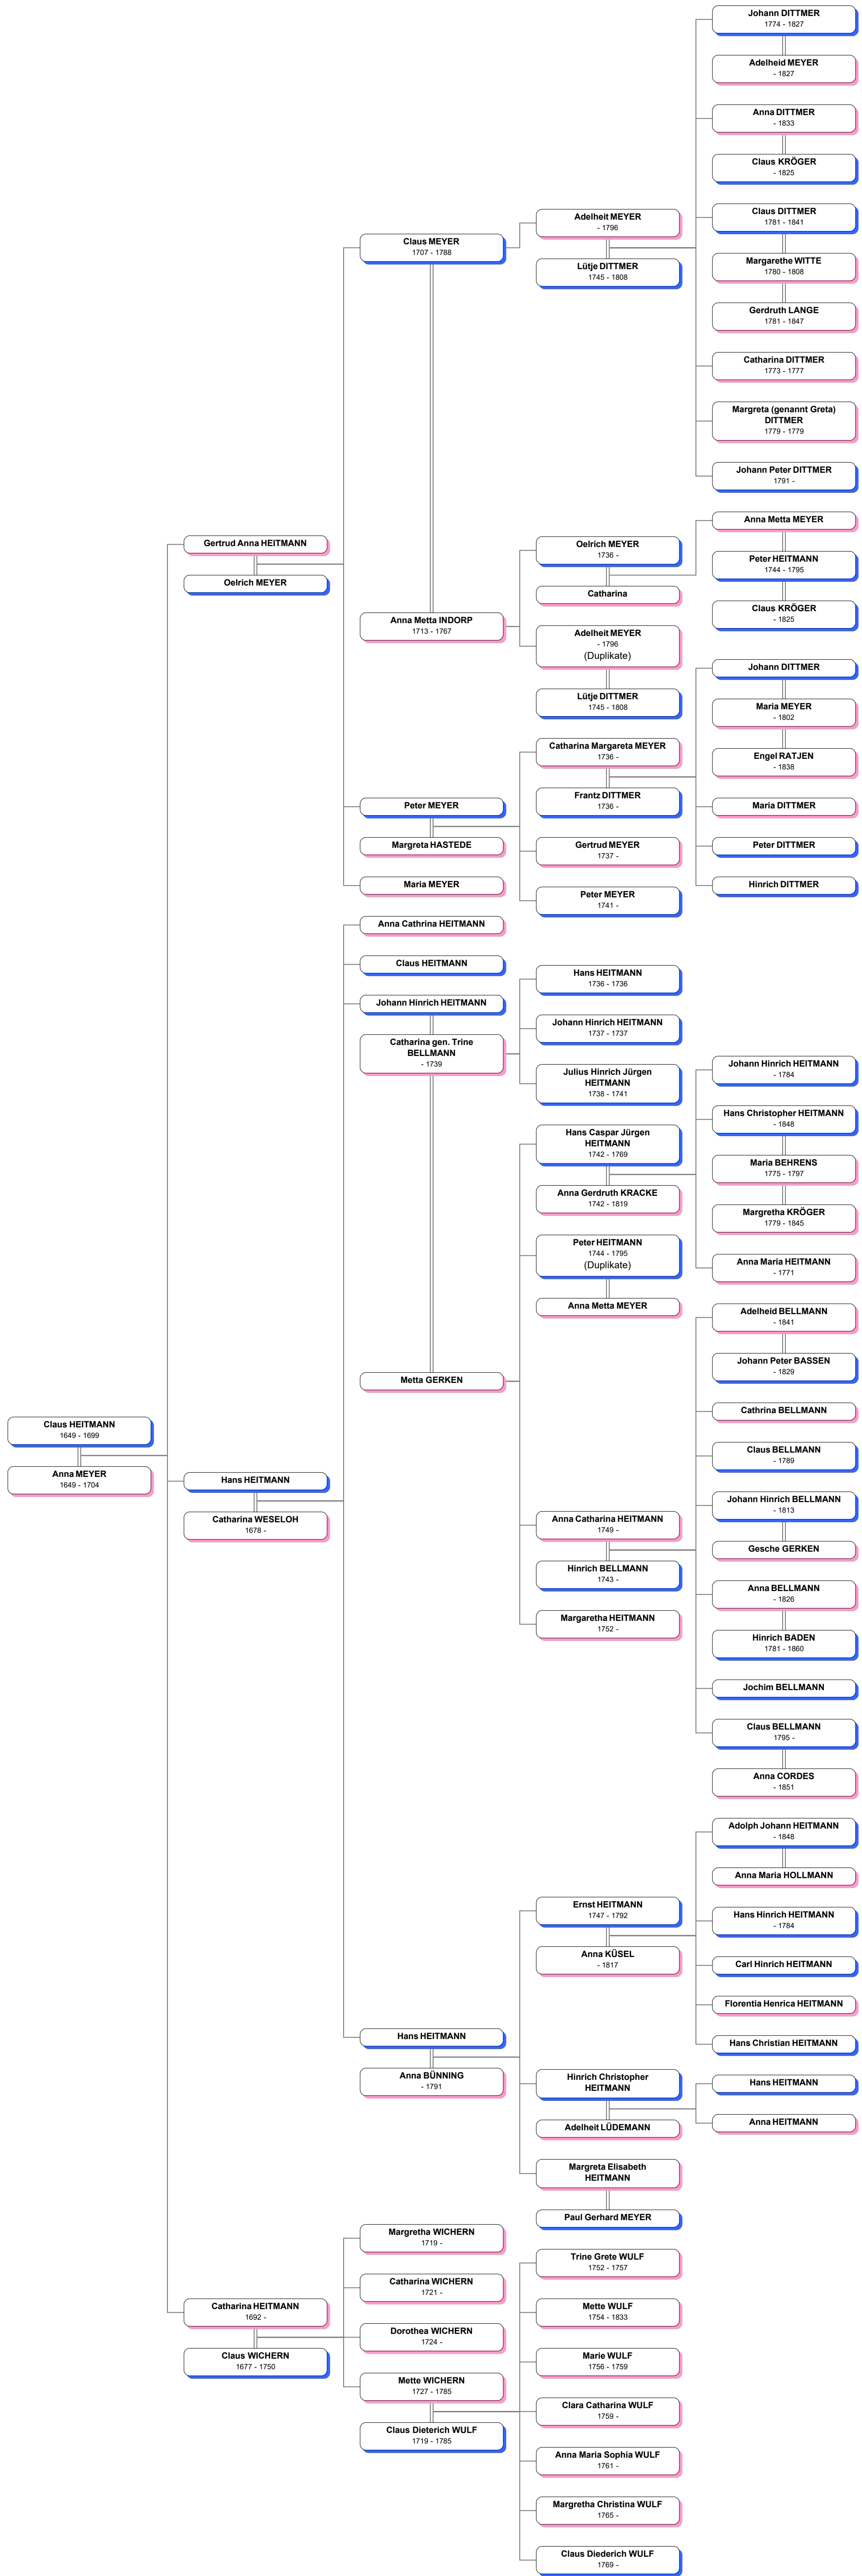 Johann DITTMER
1774 - 1827
Adelheid MEYER
- 1827
Anna DITTMER
- 1833
Claus KRÖGER
- 1825
Claus DITTMER
1781 - 1841
Margarethe WITTE
1780 - 1808
Gerdruth LANGE
1781 - 1847
Catharina DITTMER
1773 - 1777
Margreta (genannt Greta)
DITTMER
1779 - 1779
Johann Peter DITTMER
1791 -
Adelheit MEYER
- 1796
Lütje DITTMER
1745 - 1808
Claus MEYER
1707 - 1788
Anna Metta MEYER
Peter HEITMANN
1744 - 1795
Claus KRÖGER
- 1825
Oelrich MEYER
1736 -
Catharina
Adelheit MEYER
- 1796
(Duplikate)
Lütje DITTMER
1745 - 1808
Anna Metta INDORP
1713 - 1767
Gertrud Anna HEITMANN
Oelrich MEYER
Johann DITTMER
Maria MEYER
- 1802
Engel RATJEN
- 1838
Maria DITTMER
Peter DITTMER
Hinrich DITTMER
Catharina Margareta MEYER
1736 -
Frantz DITTMER
1736 -
Gertrud MEYER
1737 -
Peter MEYER
1741 -
Peter MEYER
Margreta HASTEDE
Maria MEYER
Anna Cathrina HEITMANN
Claus HEITMANN
Johann Hinrich HEITMANN
Catharina gen. Trine
BELLMANN
- 1739
Hans HEITMANN
1736 - 1736
Johann Hinrich HEITMANN
1737 - 1737
Julius Hinrich Jürgen
HEITMANN
1738 - 1741
Johann Hinrich HEITMANN
- 1784
Hans Christopher HEITMANN
- 1848
Maria BEHRENS
1775 - 1797
Margretha KRÖGER
1779 - 1845
Anna Maria HEITMANN
- 1771
Hans Caspar Jürgen
HEITMANN
1742 - 1769
Anna Gerdruth KRACKE
1742 - 1819
Peter HEITMANN
1744 - 1795
(Duplikate)
Anna Metta MEYER
Metta GERKEN
Adelheid BELLMANN
- 1841
Johann Peter BASSEN
- 1829
Cathrina BELLMANN
Claus BELLMANN
- 1789
Johann Hinrich BELLMANN
- 1813
Gesche GERKEN
Anna BELLMANN
- 1826
Hinrich BADEN
1781 - 1860
Jochim BELLMANN
Claus BELLMANN
1795 -
Anna CORDES
- 1851
Anna Catharina HEITMANN
1749 -
Hinrich BELLMANN
1743 -
Margaretha HEITMANN
1752 -
Claus HEITMANN
1649 - 1699
Anna MEYER
1649 - 1704
Hans HEITMANN
Catharina WESELOH
1678 -
Adolph Johann HEITMANN
- 1848
Anna Maria HOLLMANN
Hans Hinrich HEITMANN
- 1784
Carl Hinrich HEITMANN
Florentia Henrica HEITMANN
Hans Christian HEITMANN
Ernst HEITMANN
1747 - 1792
Anna KÜSEL
- 1817
Hans HEITMANN
Anna BÜNNING
- 1791
Hinrich Christopher
HEITMANN
Adelheit LÜDEMANN
Hans HEITMANN
Anna HEITMANN
Margreta Elisabeth
HEITMANN
Paul Gerhard MEYER
Margretha WICHERN
1719 -
Catharina WICHERN
1721 -
Dorothea WICHERN
1724 -
Mette WICHERN
1727 - 1785
Claus Dieterich WULF
1719 - 1785
Catharina HEITMANN
1692 -
Claus WICHERN
1677 - 1750
Trine Grete WULF
1752 - 1757
Mette WULF
1754 - 1833
Marie WULF
1756 - 1759
Clara Catharina WULF
1759 -
Anna Maria Sophia WULF
1761 -
Margretha Christina WULF
1765 -
Claus Diederich WULF
1769 -